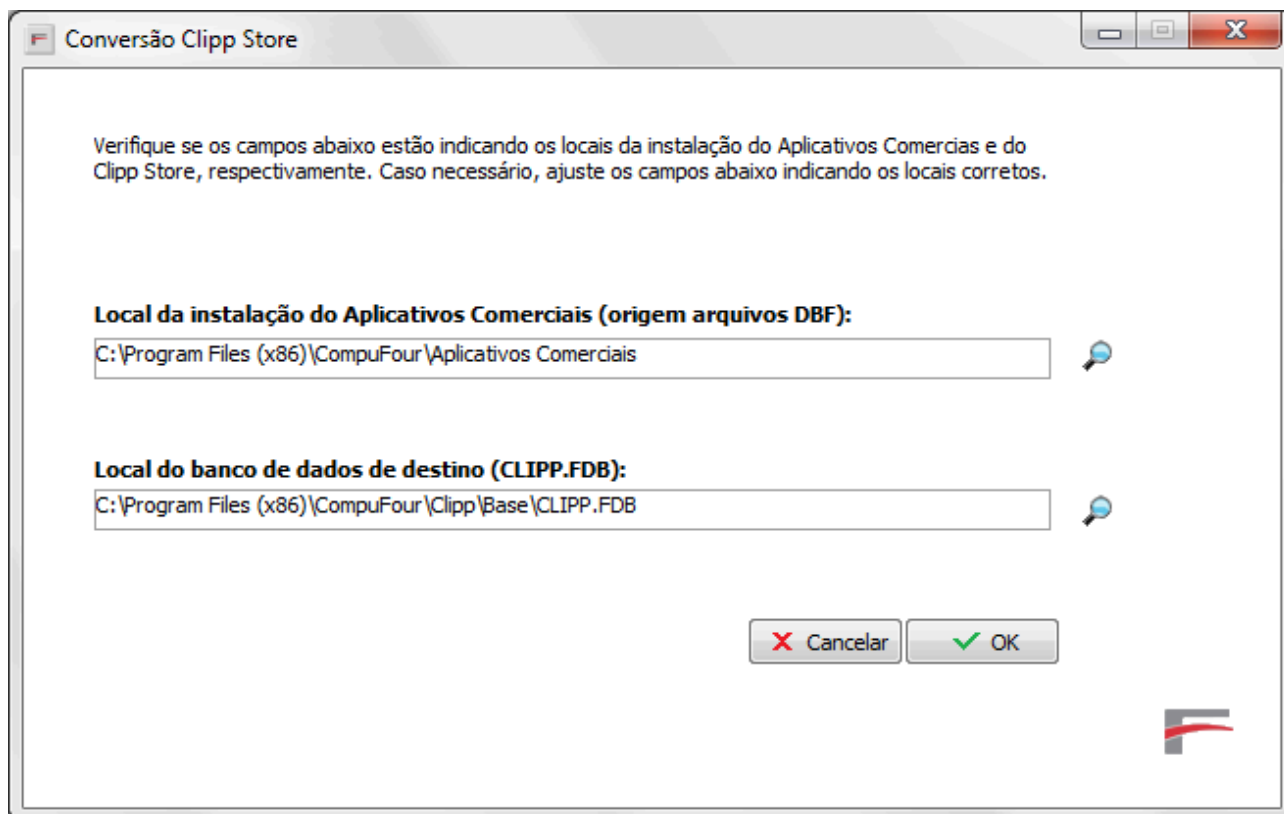 Conversão Clipp Store
Verifique se os campos abaixo estão indicando os locais da instalação do Aplicativos Comercias e do
Clipp Store, respectivamente. Caso necessário, ajuste os campos abaixo indicando os locais corretos.
Local da instalação do Aplicativos Comerciais (origem arquivos DBF):
C:\Program Files (x86)\CompuFour\Aplicativos Comerciais
Local do banco de dados de destino (CLIPP.FDB):
C:\Program Files (x86)\CompuFour\Clipp\Base\CLIPP.FDB
Cancelar OK